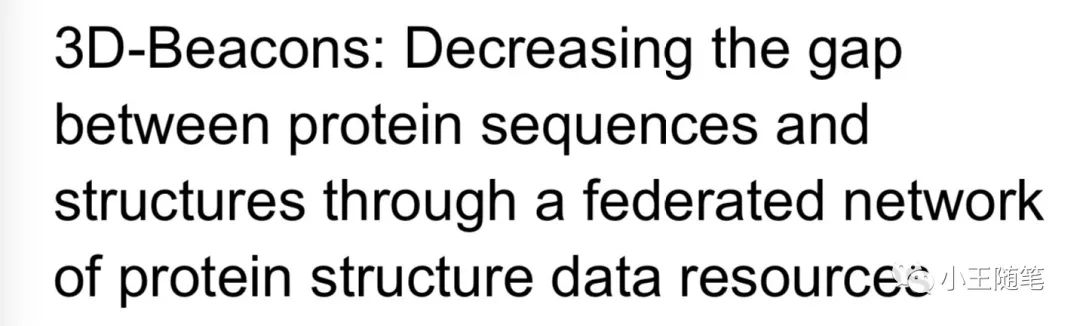 3D-Beacons: Decreasing the gap
between protein sequences and
structures through a federated network
of protein structure data resources
小王随笔